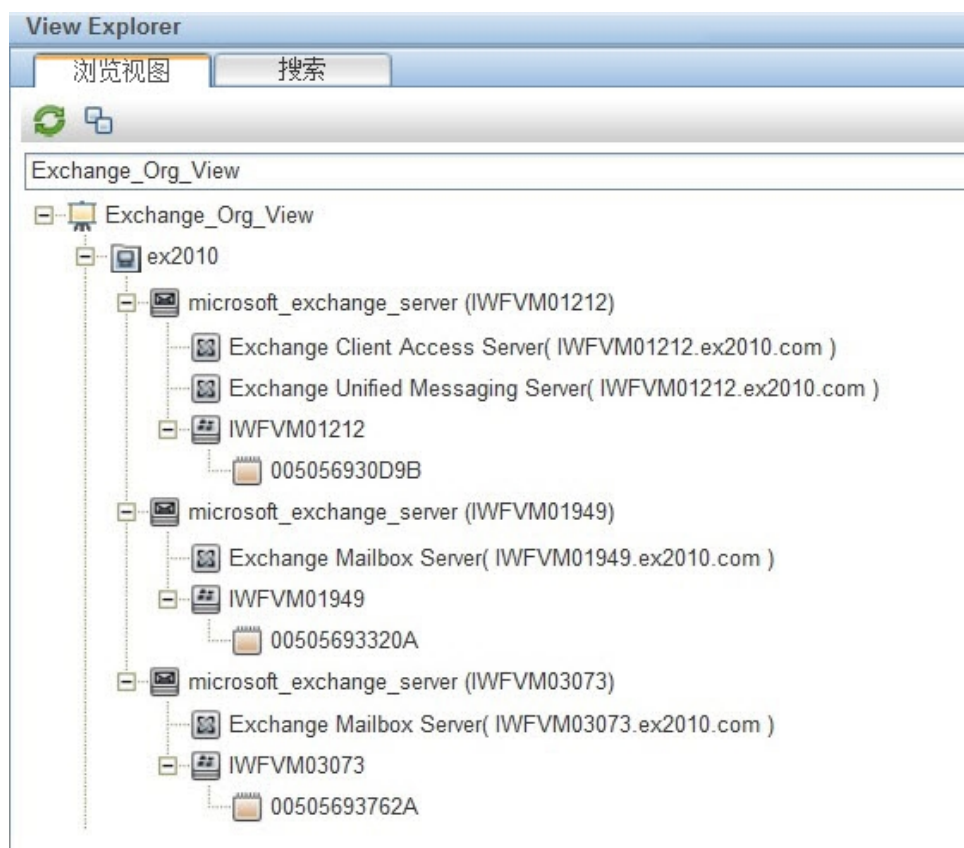 View Explorer
浏览视图 搜索
Exchange_Org_View
Exchange_Org_View
ex2010
microsoft_exchange_server (IWFVM01212)
Exchange Client Access Server( IWFVM01212.ex2010.com )
Exchange Unified Messaging Server( IWFVM01212.ex2010.com )
IWFVM01212
005056930D9B
microsoft_exchange_server (IWFVM01949)
Exchange Mailbox Server( IWFVM01949.ex2010.com )
IWFVM01949
00505693320A
microsoft_exchange_server (IWFVM03073)
Exchange Mailbox Server( IWFVM03073.ex2010.com )
IWFVM03073
00505693762A